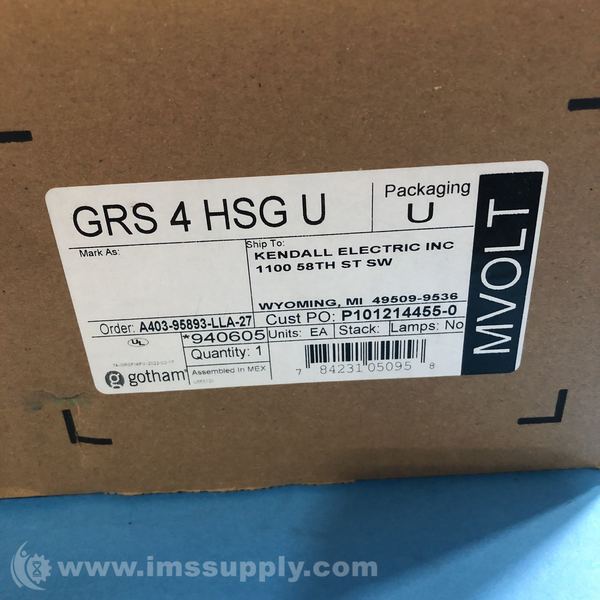 GRS 4 HSG U
Packaging
U
MVOLT
Mark As:
Ship To:
KENDALL ELECTRIC INC
1100 58TH ST SW
WYOMING, MI 49509-9536
Order: A403-95893-LLA-27
Cust PO: P101214455-0
*940605
Units: EA
Stack:
Lamps: No
UL
Quantity: 1
gotham
Assembled in MEX
7 84231 05095 8
www.imssupply.com